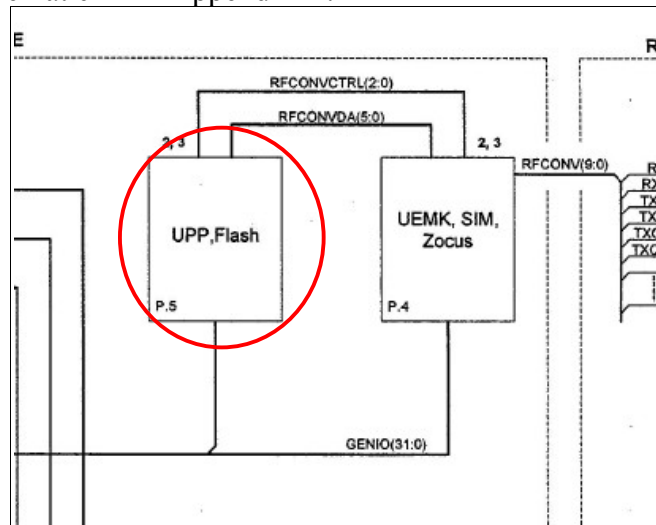 E
R
RFCONVCTRL(2:0)
RFCONVDA(5:0)
2, 3
2, 3
RFCONV(9:0)
UPP,Flash
UEMK, SIM,
Zocus
P.5
P.4
GENIO(31:0)